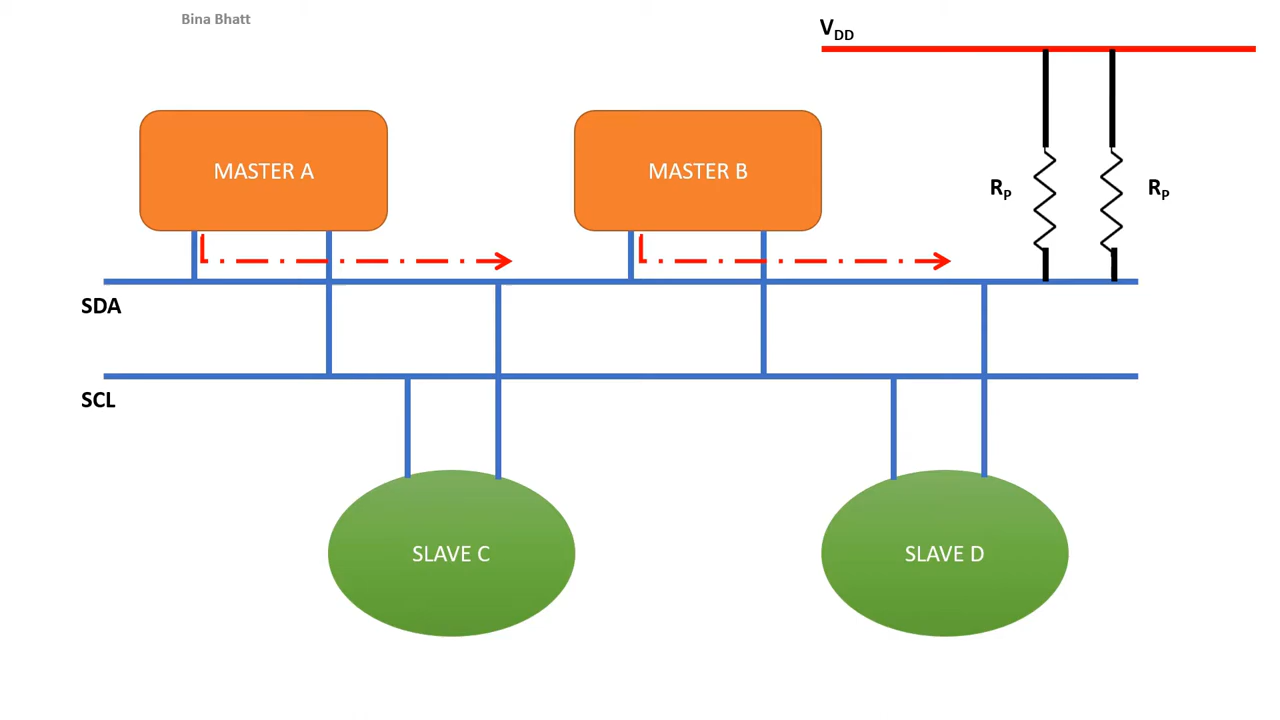 Bina Bhatt
VDD
MASTER A
MASTER B
RP
RP
SDA
SCL
SLAVE C
SLAVE D